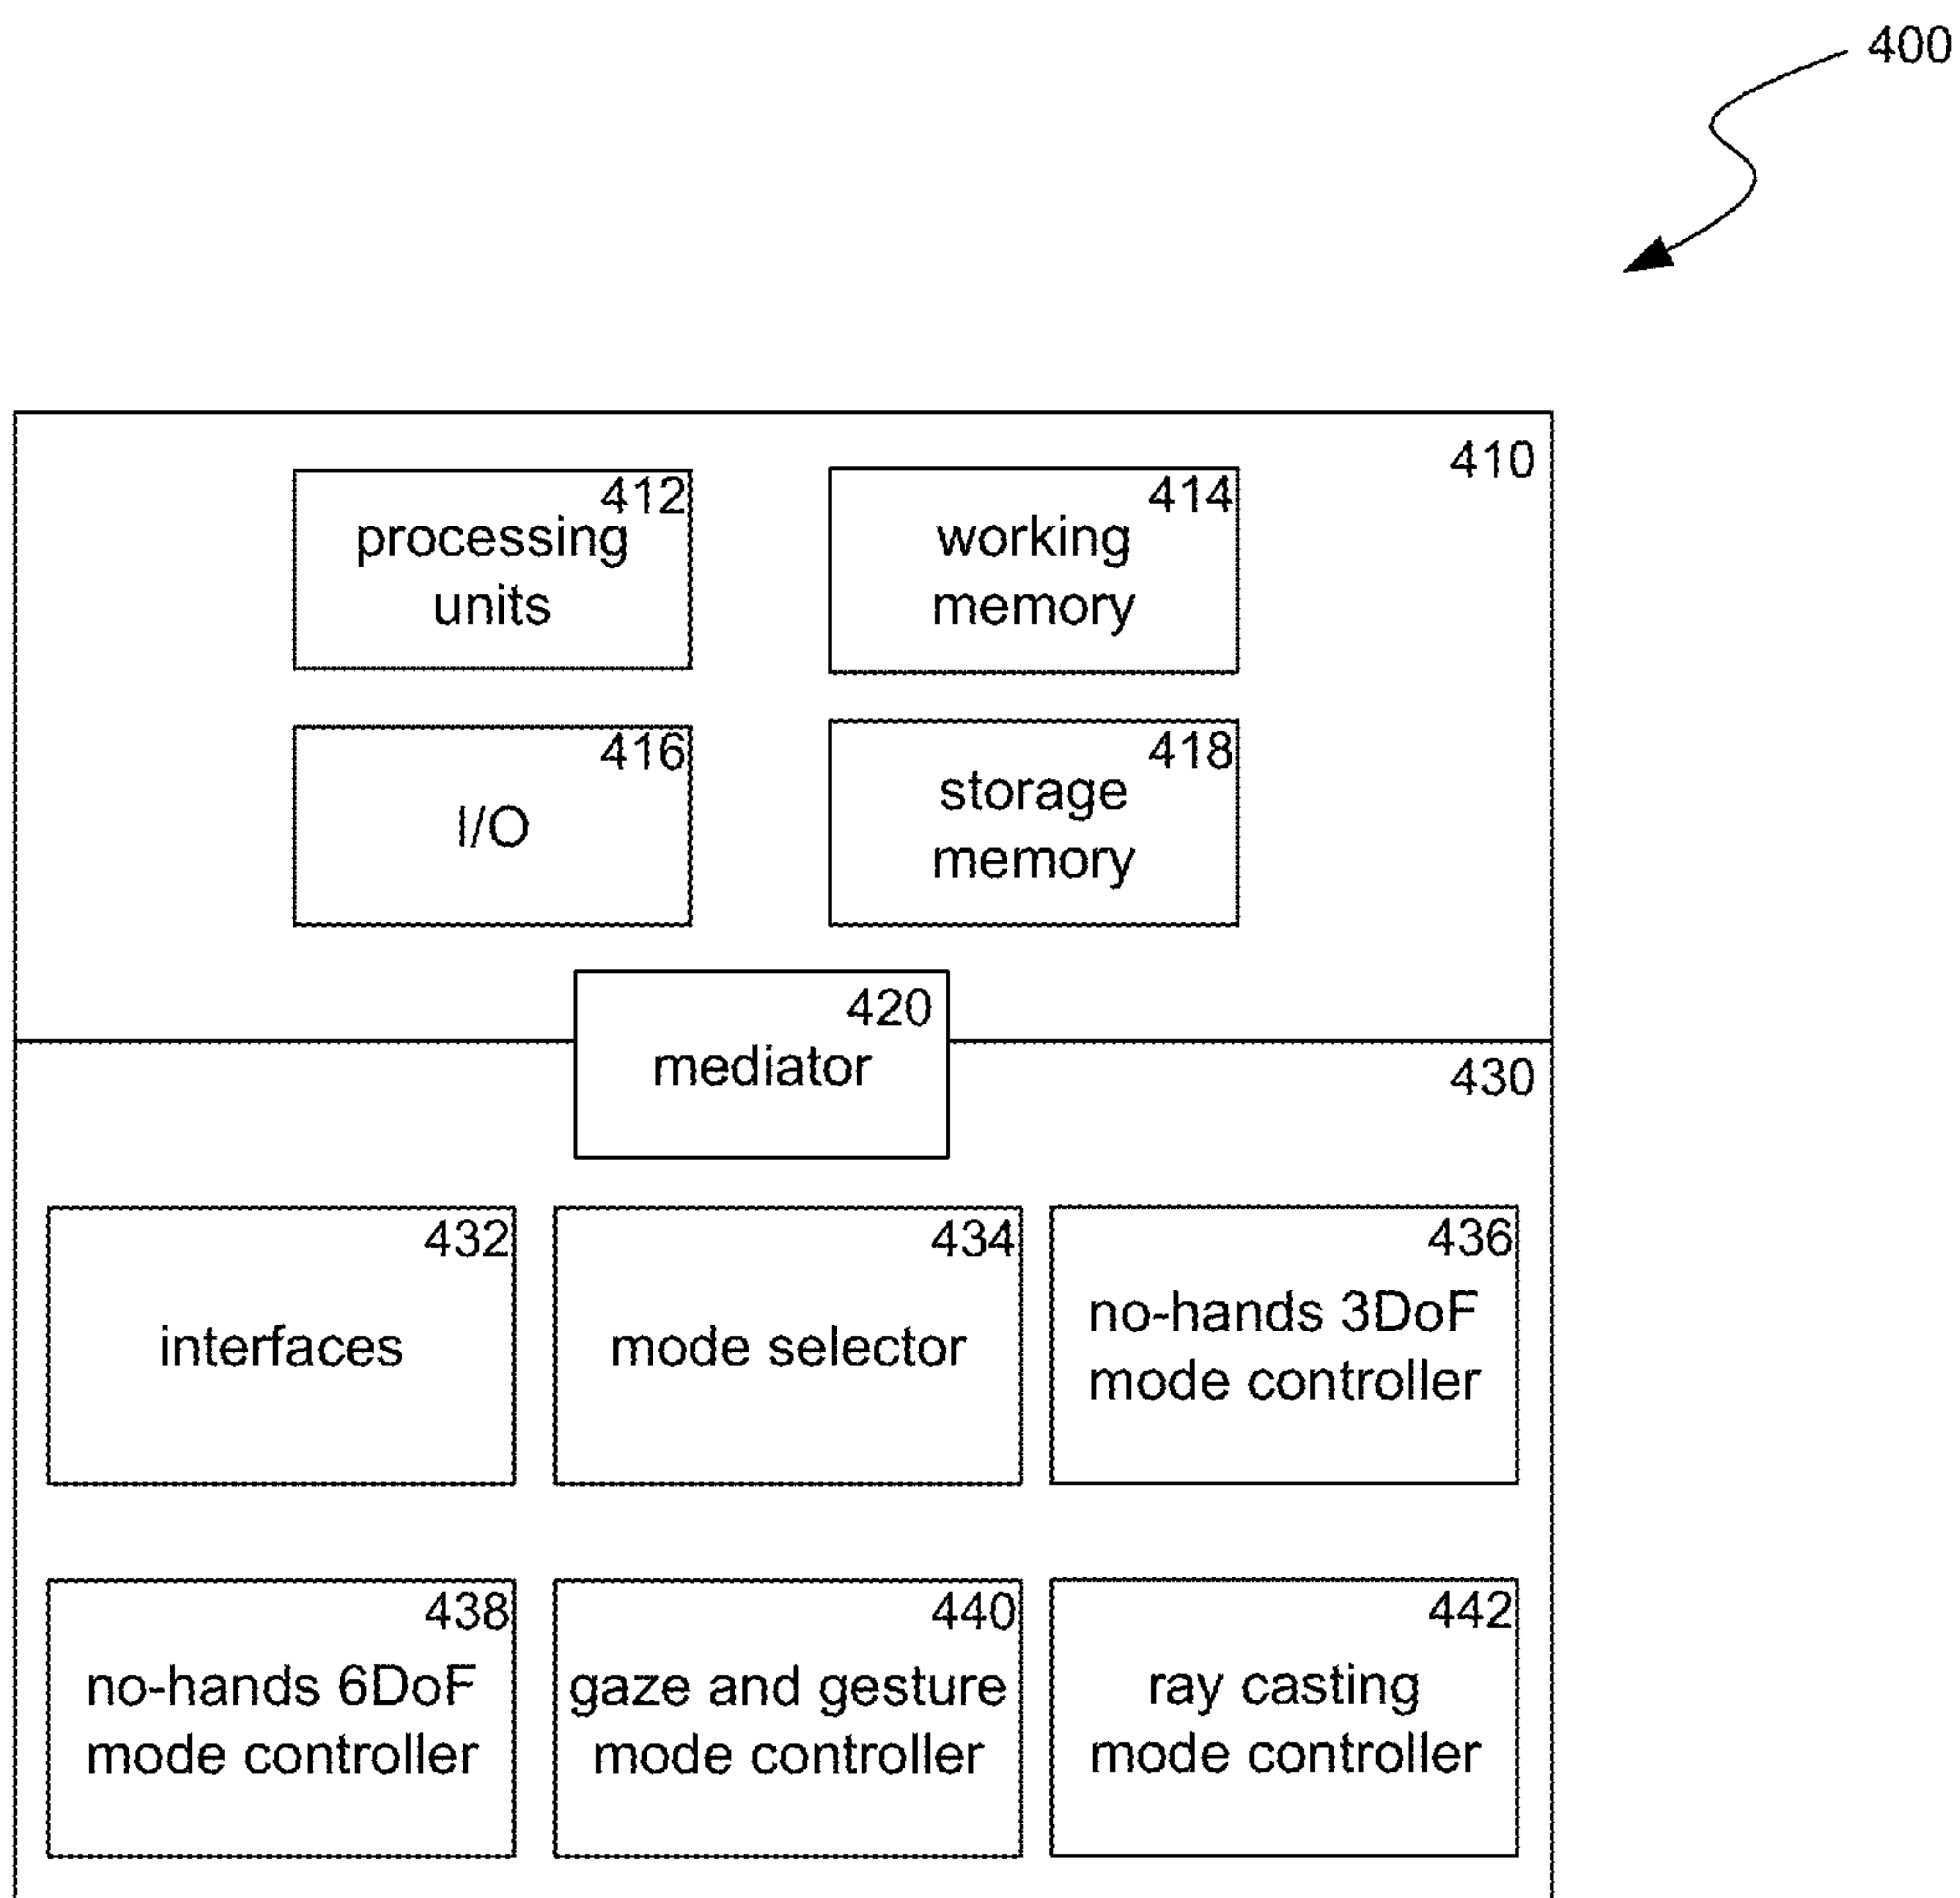 400
410
412
processing
units
414
working
memory
416
I/O
418
storage
memory
420
mediator
430
432
interfaces
434
mode selector
436
no-hands 3DoF
mode controller
438
no-hands 6DoF
mode controller
440
gaze and gesture
mode controller
442
ray casting
mode controller